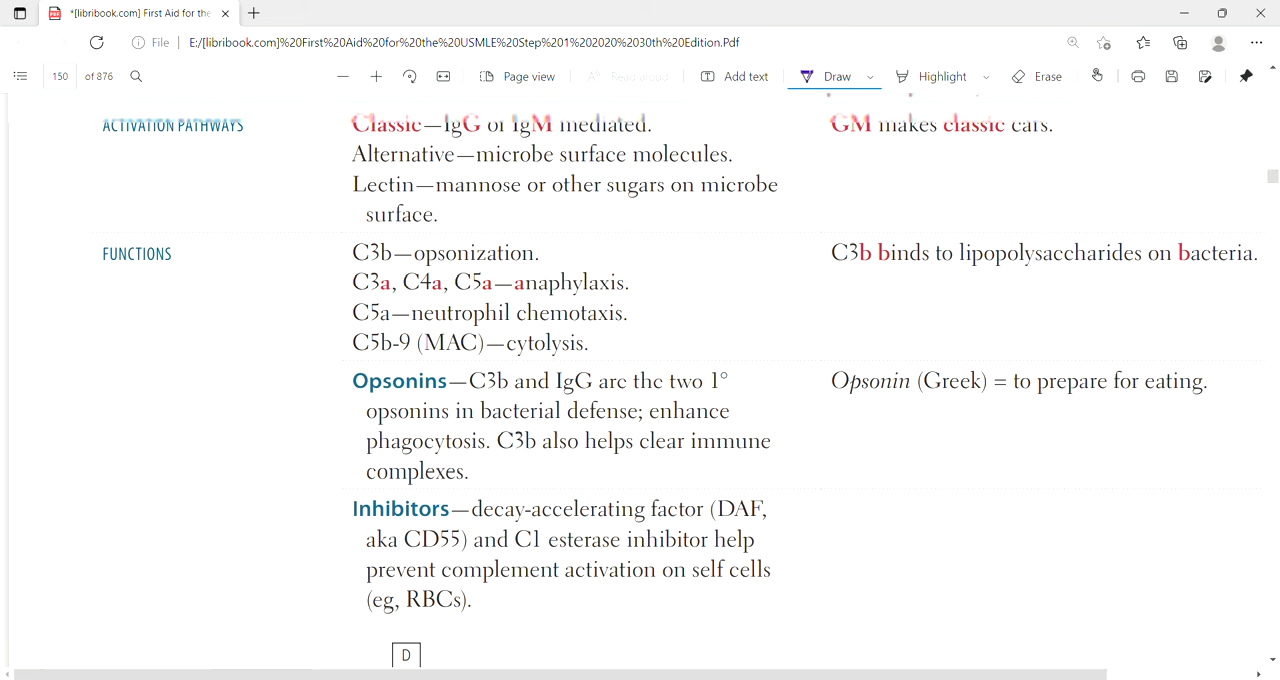 *[libribook.com] First Aid for the
File
E:/[libribook.com]%20First%20Aid%20for%20the%20USMLE%20Step%201%202020%2030th%20Edition.Pdf
150 of 876
Page view
Read aloud
Add text
Draw
Highlight
Erase
ACTIVATION PATHWAYS
Classic—IgG or IgM mediated.
GM makes classic cars.
Alternative—microbe surface molecules.
Lectin—mannose or other sugars on microbe
surface.
FUNCTIONS
C3b—opsonization.
C3b binds to lipopolysaccharides on bacteria.
C3a, C4a, C5a—anaphylaxis.
C5a—neutrophil chemotaxis.
C5b-9 (MAC)—cytolysis.
Opsonins—C3b and IgG are the two 1°
Opsonin (Greek) = to prepare for eating.
opsonins in bacterial defense; enhance
phagocytosis. C3b also helps clear immune
complexes.
Inhibitors—decay-accelerating factor (DAF,
aka CD55) and C1 esterase inhibitor help
prevent complement activation on self cells
(eg, RBCs).
D